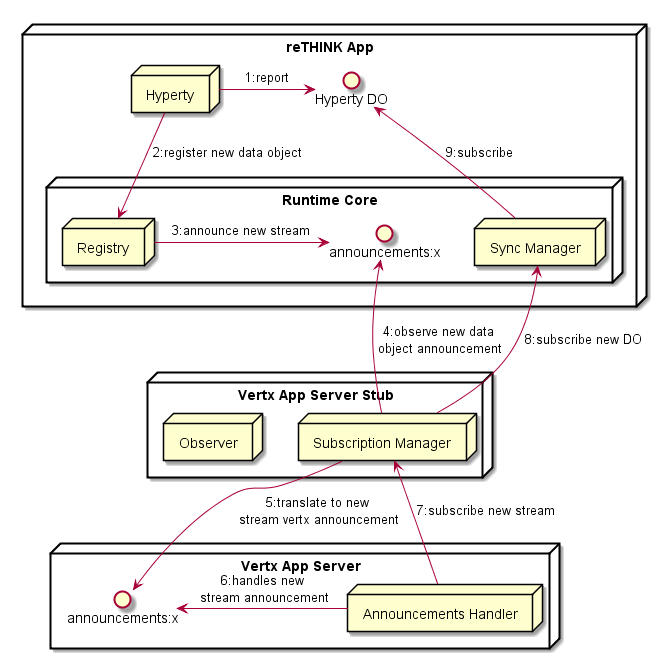 reTHINK App
1:report
Hyperty
Hyperty DO
2:register new data object
9:subscribe
Runtime Core
3:announce new stream
Registry
announcements:x
Sync Manager
4:observe new data
object announcement
8:subscribe new DO
Vertx App Server Stub
Observer
Subscription Manager
5:translate to new
stream vertx announcement
7:subscribe new stream
Vertx App Server
6:handles new
stream announcement
announcements:x
Announcements Handler